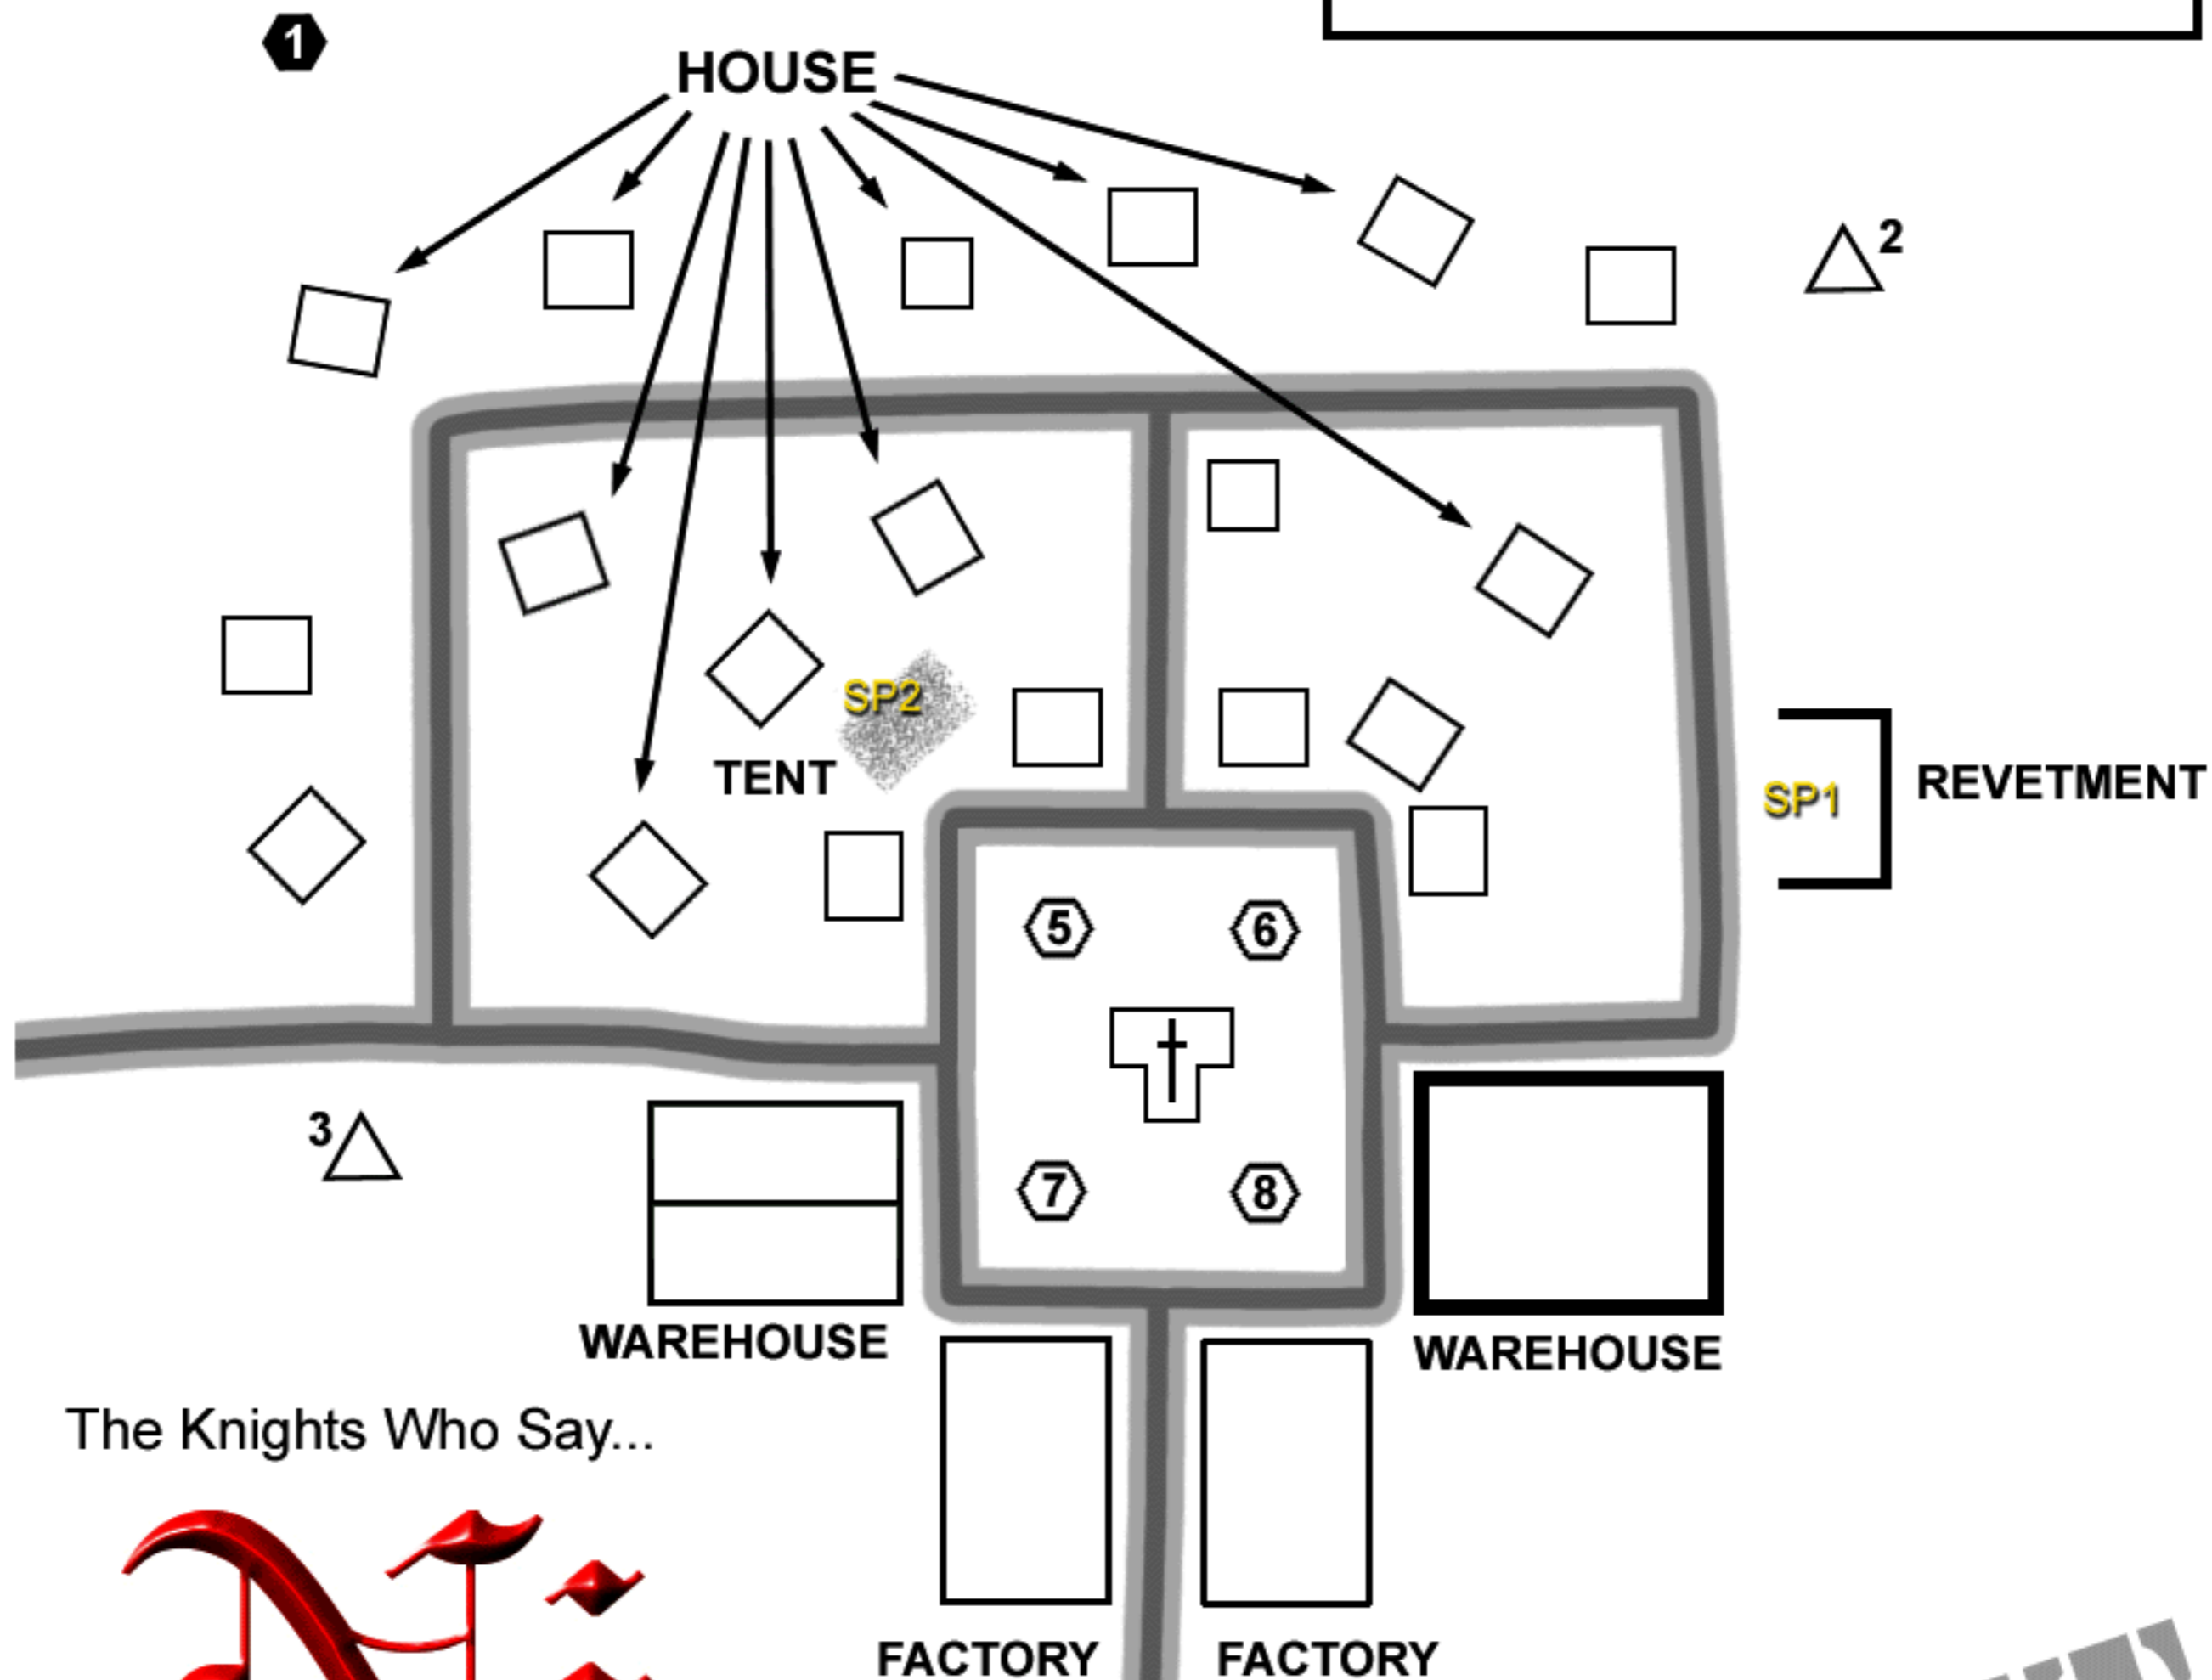 1
HOUSE
2
SP2
TENT
SP1
REVETMENT
5
6
3
7
8
WAREHOUSE
WAREHOUSE
The Knights Who Say...
Ni
FACTORY
FACTORY